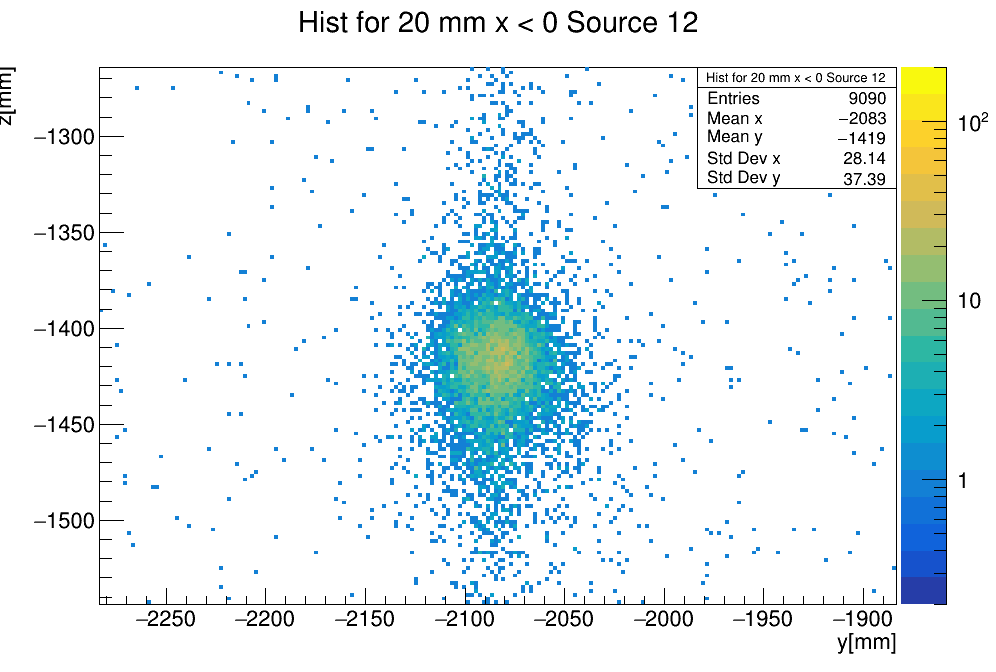 Hist for 20 mm x < 0 Source 12
z[mm]
Hist for 20 mm x < 0 Source 12
Entries 9090
Mean x −2083
Mean y −1419
Std Dev x 28.14
Std Dev y 37.39
−1300
−1350
−1400
−1450
−1500
10²
10
1
−2250 −2200 −2150 −2100 −2050 −2000 −1950 −1900
y[mm]